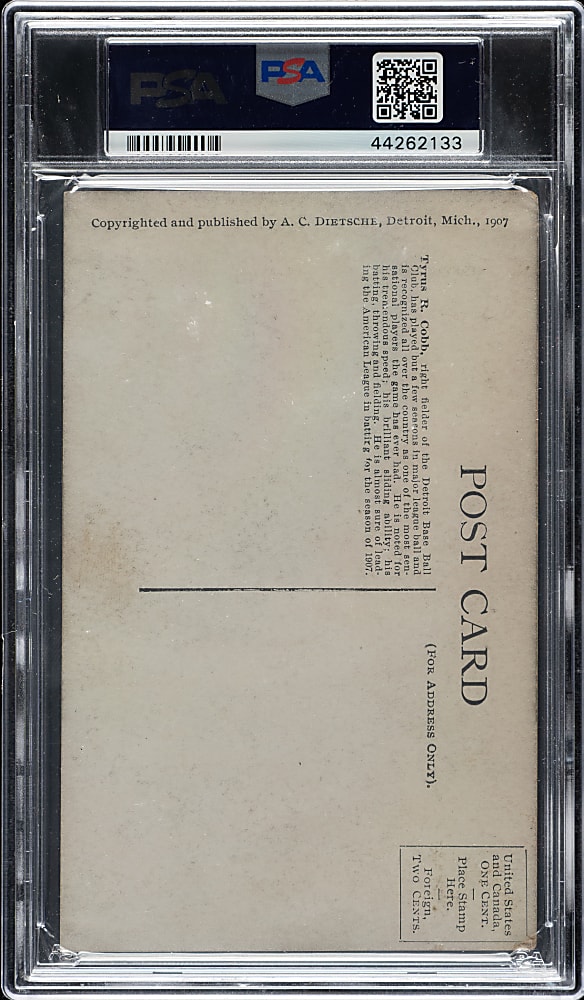 PSA
PSA
44262133
Copyrighted and published by A. C. DIETSCHE, Detroit, Mich., 1907
POST CARD
Tyrus R. Cobb, right fielder of the Detroit Base Ball
Club, has played but a few seasons in major league ball and
is recognized all over the country as one of the most sen-
sational players the game has ever had. He is noted for
his tremendous speed; his brilliant sliding ability; his
batting, throwing and fielding. He is almost sure of lead-
ing the American League in batting for the season of 1907.
(FOR ADDRESS ONLY).
United States
and Canada,
ONE CENT.
Place Stamp
Here.
Foreign,
TWO CENTS.